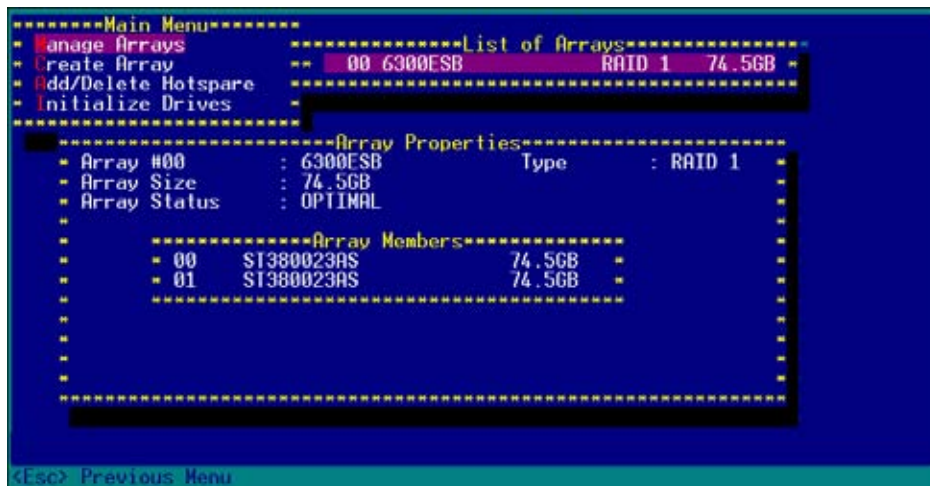 Main Menu
Manage Arrays
Create Array
Add/Delete Hotspare
Initialize Drives
List of Arrays
00 6300ESB RAID 1 74.5GB
Array Properties
Array #00 : 6300ESB Type : RAID 1
Array Size : 74.5GB
Array Status : OPTIMAL
Array Members
00 ST380023AS 74.5GB
01 ST380023AS 74.5GB
<Esc> Previous Menu